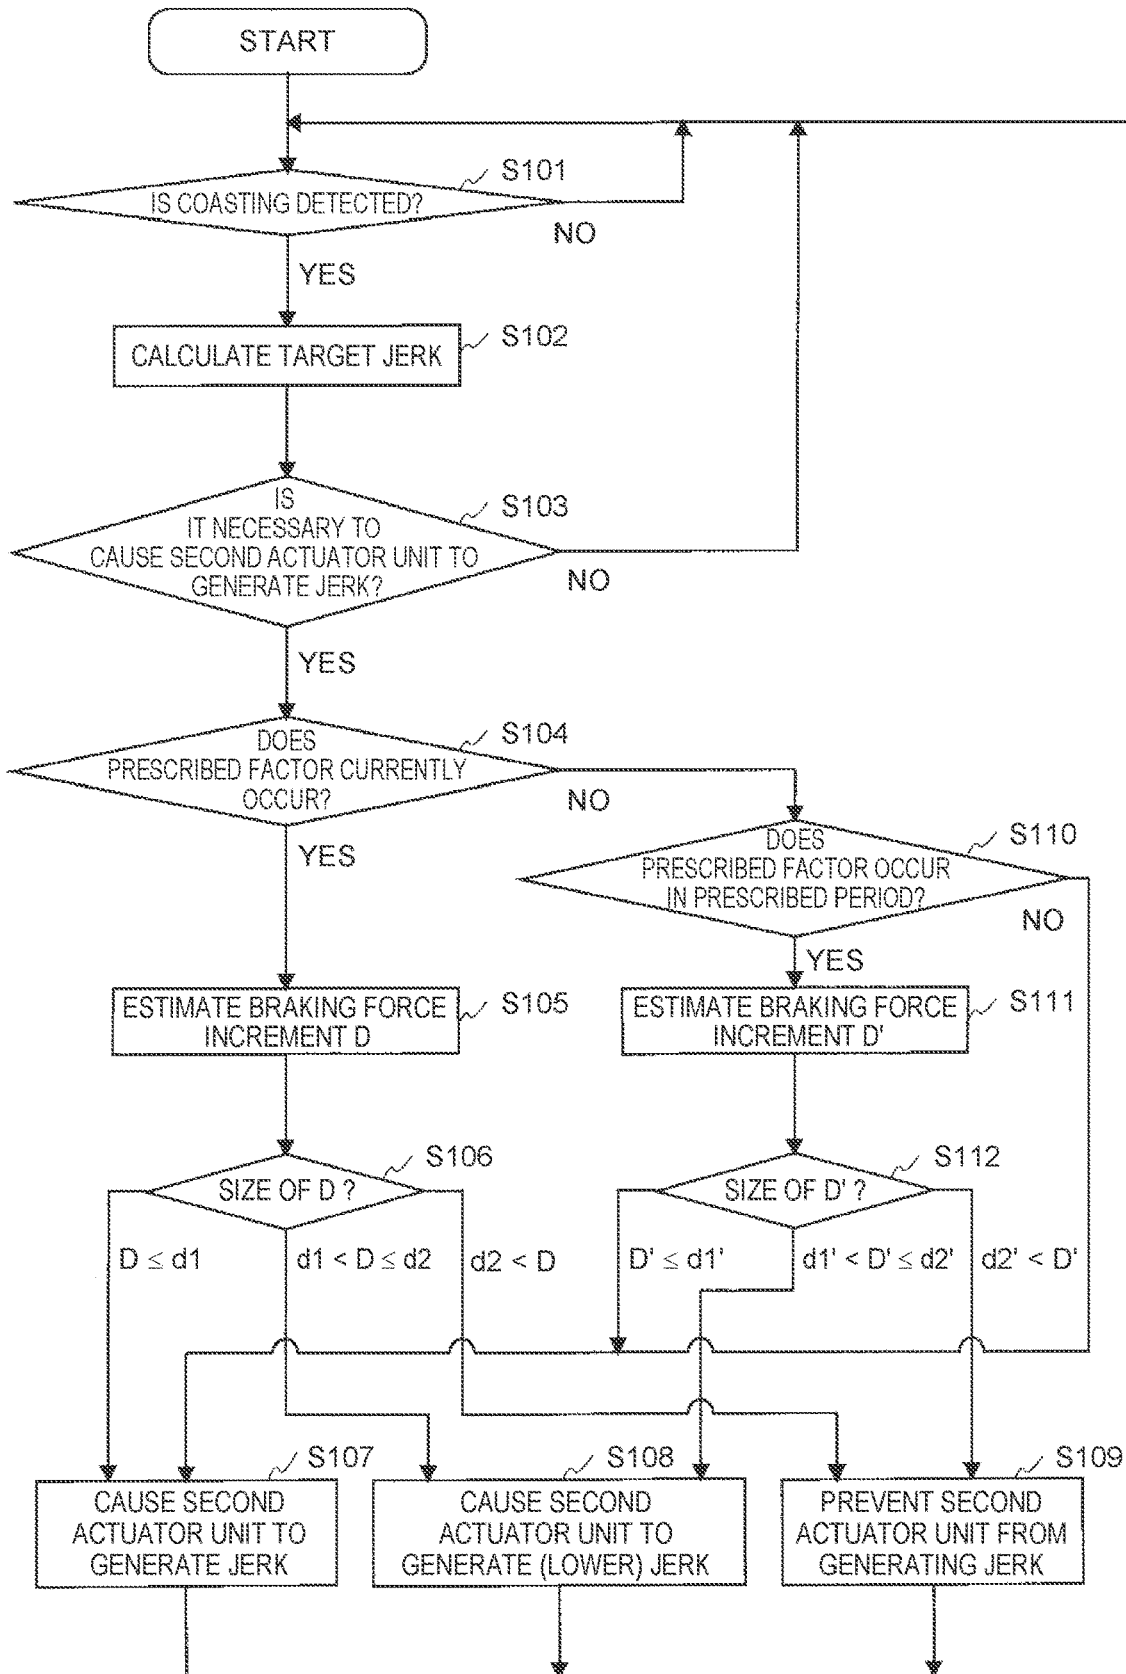 START
S101
IS COASTING DETECTED?
NO
YES
S102
CALCULATE TARGET JERK
S103
IS
IT NECESSARY TO
CAUSE SECOND ACTUATOR UNIT TO
GENERATE JERK?
NO
YES
S104
DOES
PRESCRIBED FACTOR CURRENTLY
OCCUR?
NO
YES
S110
DOES
PRESCRIBED FACTOR OCCUR
IN PRESCRIBED PERIOD?
NO
YES
S105
ESTIMATE BRAKING FORCE
INCREMENT D
S111
ESTIMATE BRAKING FORCE
INCREMENT D'
S106
SIZE OF D ?
S112
SIZE OF D' ?
D ≤ d1
d1 < D ≤ d2
d2 < D
D' ≤ d1'
d1' < D' ≤ d2'
d2' < D'
S107
CAUSE SECOND
ACTUATOR UNIT TO
GENERATE JERK
S108
CAUSE SECOND
ACTUATOR UNIT TO
GENERATE (LOWER) JERK
S109
PREVENT SECOND
ACTUATOR UNIT FROM
GENERATING JERK